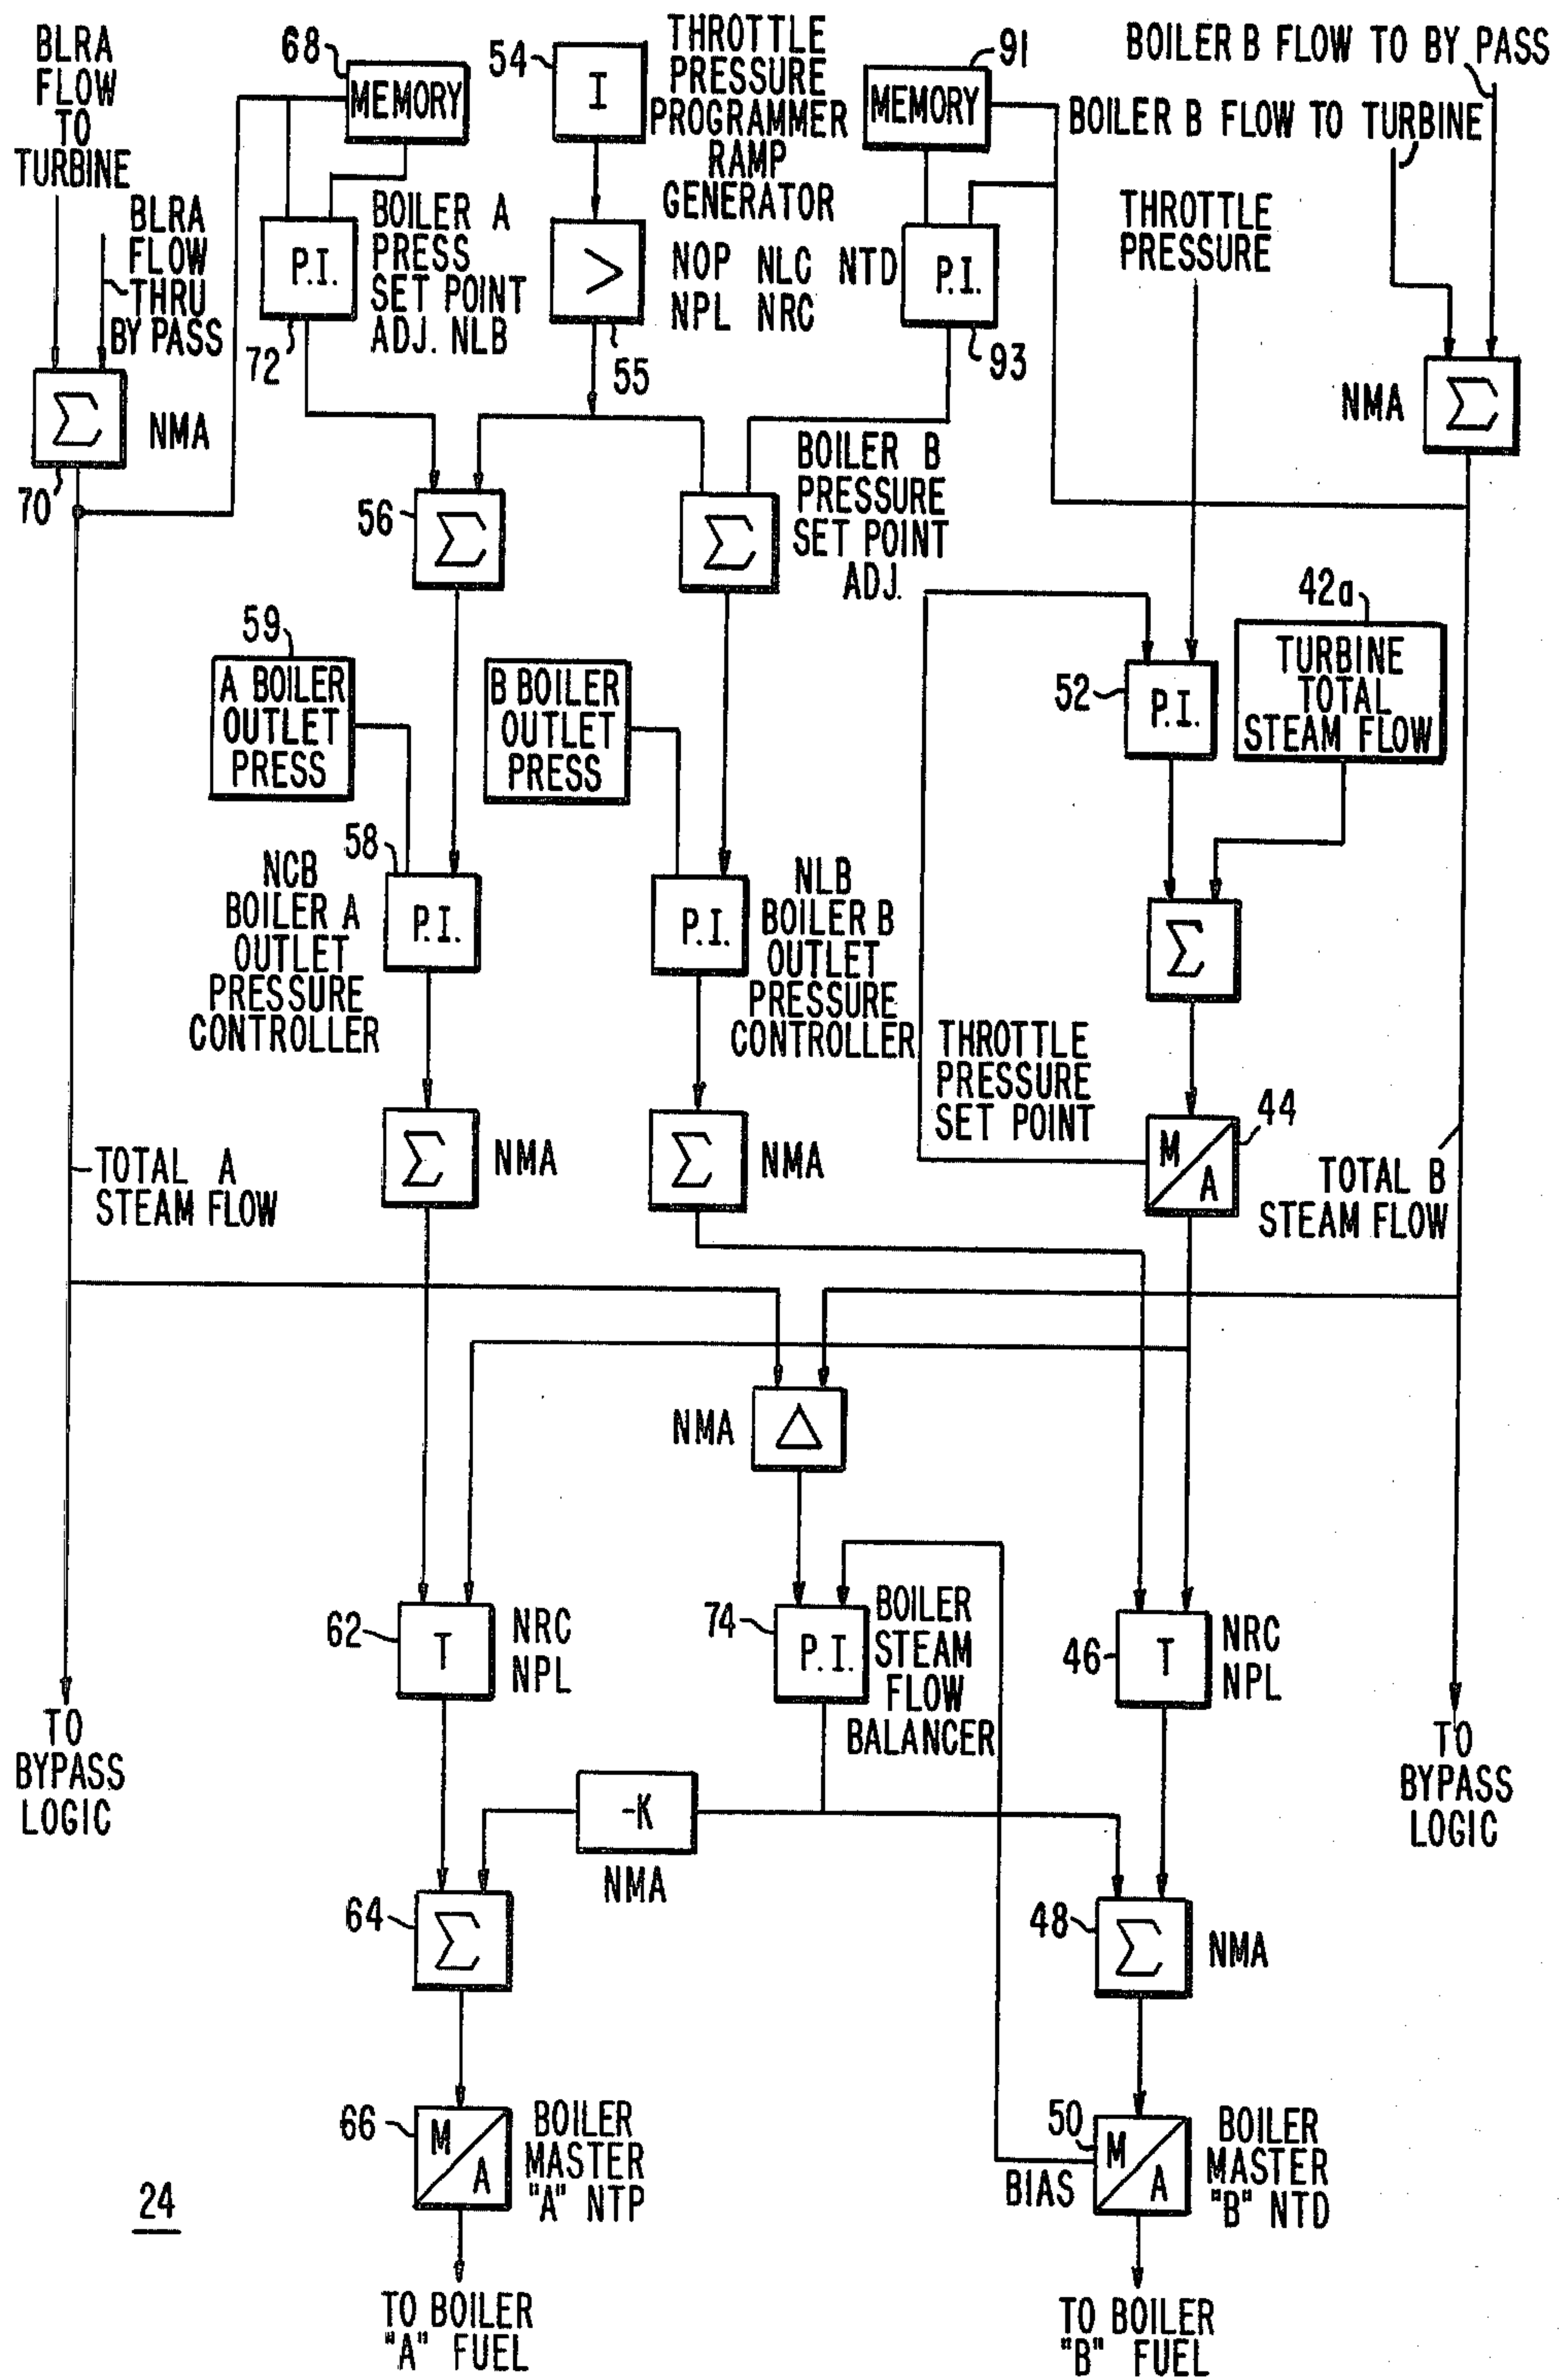 BLRA
FLOW
TO
TURBINE
BLRA
FLOW
THRU
BY PASS
68
MEMORY
54
I
THROTTLE
PRESSURE
PROGRAMMER
RAMP
GENERATOR
91
MEMORY
BOILER B FLOW TO BY PASS
BOILER B FLOW TO TURBINE
THROTTLE
PRESSURE
P.I.
72
BOILER A
PRESS
SET POINT
ADJ. NLB
>
55
NOP NLC NTD
NPL NRC
P.I.
93
Σ
NMA
70
NMA
Σ
56
Σ
Σ
BOILER B
PRESSURE
SET POINT
ADJ.
59
A BOILER
OUTLET
PRESS
B BOILER
OUTLET
PRESS
52
P.I.
42a
TURBINE
TOTAL
STEAM FLOW
58
P.I.
NCB
BOILER A
OUTLET
PRESSURE
CONTROLLER
P.I.
NLB
BOILER B
OUTLET
PRESSURE
CONTROLLER
Σ
THROTTLE
PRESSURE
SET POINT
M
A
44
TOTAL A
STEAM FLOW
Σ
NMA
Σ
NMA
TOTAL B
STEAM FLOW
NMA
Δ
62
T
NRC
NPL
74
P.I.
BOILER
STEAM
FLOW
BALANCER
46
T
NRC
NPL
TO
BYPASS
LOGIC
TO
BYPASS
LOGIC
-K
NMA
64
Σ
48
Σ
NMA
66
M
A
BOILER
MASTER
"A" NTP
50
M
A
BIAS
BOILER
MASTER
"B" NTD
24
TO BOILER
"A" FUEL
TO BOILER
"B" FUEL